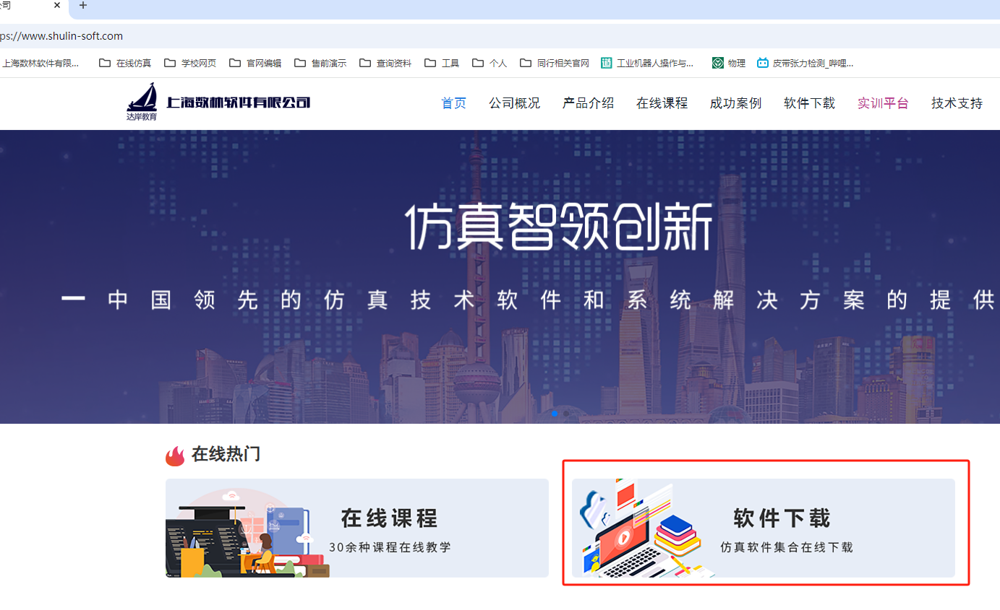 公司
ps://www.shulin-soft.com
上海数林软件有限... 在线仿真 学校网页 官网编辑 售前演示 查询资料 工具 个人 同行相关官网 工业机器人操作与... 物理 皮带张力检测_哔哩...
达岸教育
上海数林软件有限公司
首页 公司概况 产品介绍 在线课程 成功案例 软件下载 实训平台 技术支持
仿真智领创新
一中国领先的仿真技术软件和系统解决方案的提供
在线热门
在线课程
30余种课程在线教学
软件下载
仿真软件集合在线下载